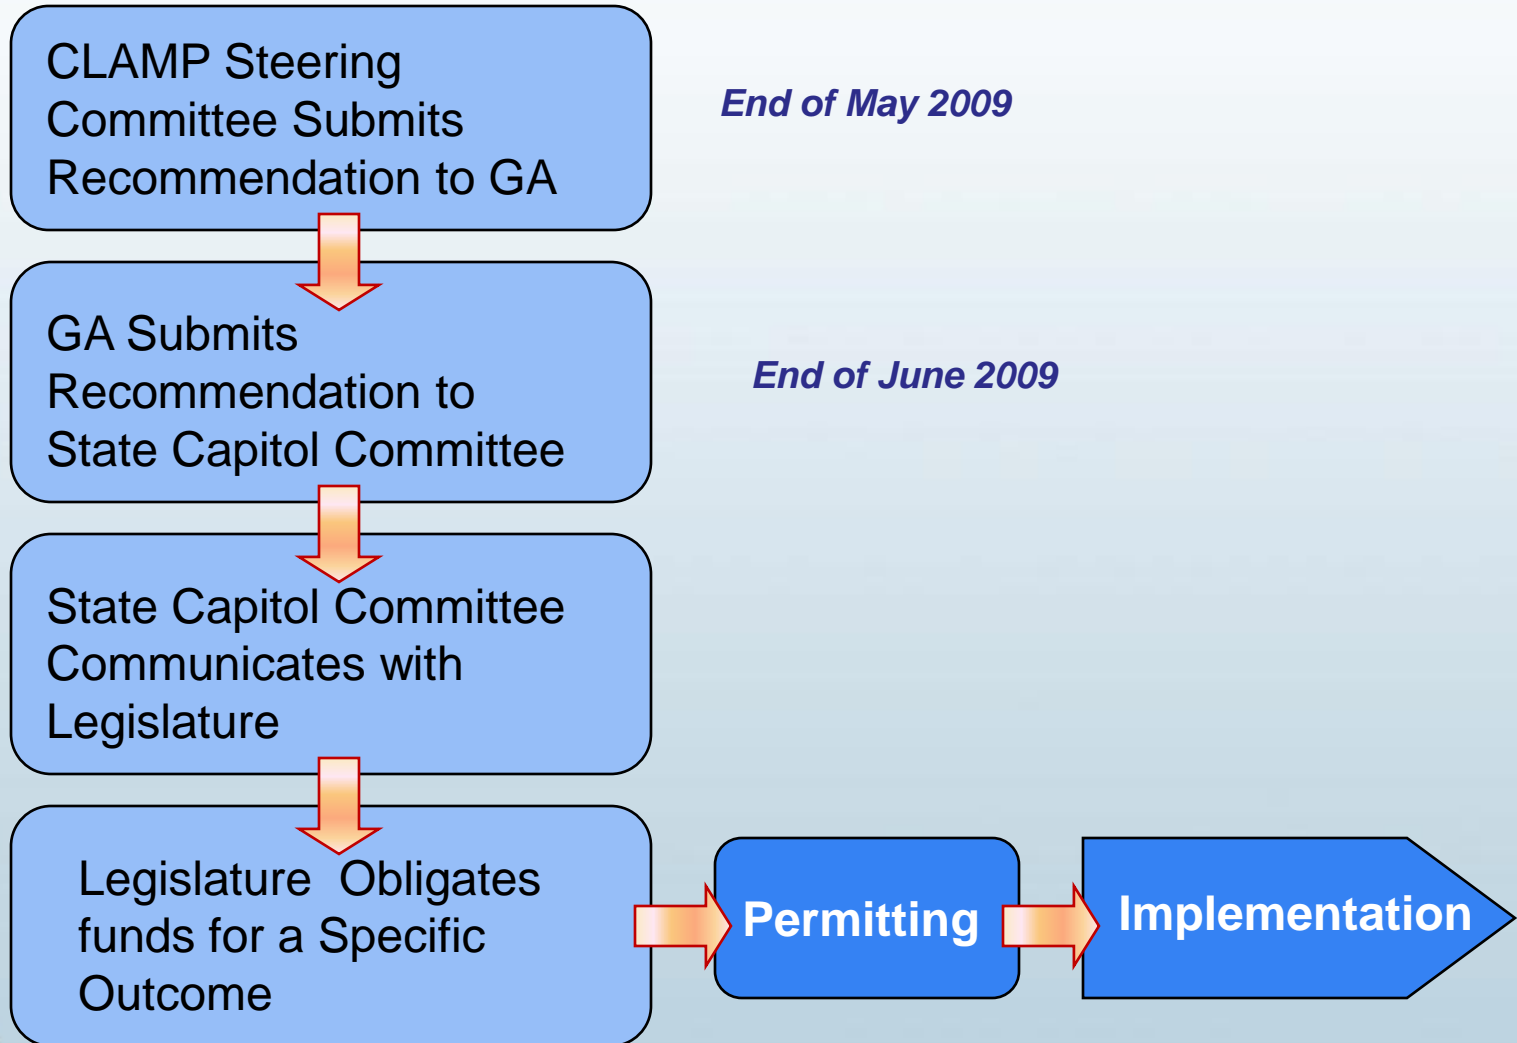 CLAMP Steering
Committee Submits
Recommendation to GA
End of May 2009
GA Submits
Recommendation to
State Capitol Committee
End of June 2009
State Capitol Committee
Communicates with
Legislature
Legislature  Obligates
funds for a Specific
Outcome
Permitting
Implementation